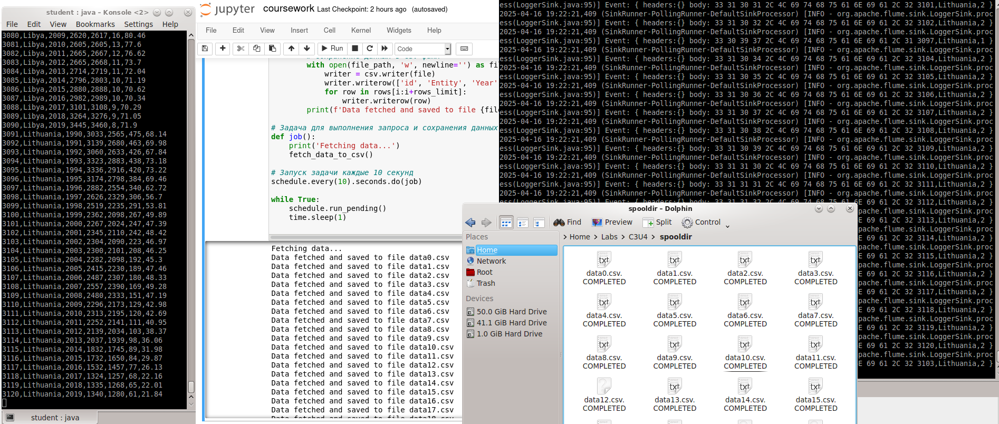 student : java – Konsole <2>
File Edit View Bookmarks Settings Help
3080,Libya,2009,2620,2617,16,80.46
3081,Libya,2010,2605,2605,13,77.6
3082,Libya,2011,2665,2667,12,76.62
3083,Libya,2012,2665,2668,11,73.7
3084,Libya,2013,2714,2719,11,72.04
3085,Libya,2014,2796,2803,10,71.19
3086,Libya,2015,2880,2888,10,70.62
3087,Libya,2016,2982,2989,10,70.34
3088,Libya,2017,3101,3108,9,70.29
3089,Libya,2018,3264,3276,9,71.05
3090,Libya,2019,3445,3460,8,71.9
3091,Lithuania,1990,3033,2565,475,68.14
3092,Lithuania,1991,3139,2680,463,69.98
3093,Lithuania,1992,3060,2633,426,67.84
3094,Lithuania,1993,3323,2883,438,73.18
3095,Lithuania,1994,3336,2916,420,73.22
3096,Lithuania,1995,3174,2798,384,69.46
3097,Lithuania,1996,2882,2554,340,62.72
3098,Lithuania,1997,2626,2329,306,56.7
3099,Lithuania,1998,2519,2235,291,53.81
3100,Lithuania,1999,2362,2098,267,49.89
3101,Lithuania,2000,2267,2024,247,47.39
3102,Lithuania,2001,2345,2110,242,48.42
3103,Lithuania,2002,2304,2090,223,46.97
3104,Lithuania,2003,2300,2101,208,46.25
3105,Lithuania,2004,2282,2098,192,45.3
3106,Lithuania,2005,2415,2230,189,47.46
3107,Lithuania,2006,2487,2307,180,48.33
3108,Lithuania,2007,2557,2390,169,49.28
3109,Lithuania,2008,2480,2333,151,47.19
3110,Lithuania,2009,2296,2173,129,42.98
3111,Lithuania,2010,2313,2195,120,42.69
3112,Lithuania,2011,2252,2141,111,40.95
3113,Lithuania,2012,2139,2034,103,38.37
3114,Lithuania,2013,2037,1939,98,36.06
3115,Lithuania,2014,1832,1745,89,31.98
3116,Lithuania,2015,1732,1650,84,29.87
3117,Lithuania,2016,1532,1457,77,26.13
3118,Lithuania,2017,1324,1257,68,22.16
3119,Lithuania,2018,1335,1268,65,22.01
3120,Lithuania,2019,1340,1280,61,21.84
student : java
jupyter coursework Last Checkpoint: 2 hours ago (autosaved)
File Edit View Insert Cell Kernel Widgets Help
Run Code
with open(file_path, 'w', newline='') as fi
writer = csv.writer(file)
writer.writerow(['id', 'Entity', 'Year'
for row in rows[i:i+rows_limit]:
writer.writerow(row)
print(f'Data fetched and saved to file {file
# Задача для выполнения запроса и сохранения данных
def job():
print('Fetching data...')
fetch_data_to_csv()
# Запуск задачи каждые 10 секунд
schedule.every(10).seconds.do(job)
while True:
schedule.run_pending()
time.sleep(1)
Fetching data...
Data fetched and saved to file data0.csv
Data fetched and saved to file data1.csv
Data fetched and saved to file data2.csv
Data fetched and saved to file data3.csv
Data fetched and saved to file data4.csv
Data fetched and saved to file data5.csv
Data fetched and saved to file data6.csv
Data fetched and saved to file data7.csv
Data fetched and saved to file data8.csv
Data fetched and saved to file data9.csv
Data fetched and saved to file data10.csv
Data fetched and saved to file data11.csv
Data fetched and saved to file data12.csv
Data fetched and saved to file data13.csv
Data fetched and saved to file data14.csv
Data fetched and saved to file data15.csv
Data fetched and saved to file data16.csv
Data fetched and saved to file data17.csv
Data fetched and saved to file data18.csv
ess(LoggerSink.java:95)] Event: { headers:{} body: 33 31 30 31 2C 4C 69 74 68 75 61 6E 69 61 2C 32 3101,Lithuania,2 }
2025-04-16 19:22:21,409 (SinkRunner-PollingRunner-DefaultSinkProcessor) [INFO - org.apache.flume.sink.LoggerSink.proc
ess(LoggerSink.java:95)] Event: { headers:{} body: 33 31 30 32 2C 4C 69 74 68 75 61 6E 69 61 2C 32 3102,Lithuania,2 }
2025-04-16 19:22:21,409 (SinkRunner-PollingRunner-DefaultSinkProcessor) [INFO - org.apache.flume.sink.LoggerSink.proc
ess(LoggerSink.java:95)] Event: { headers:{} body: 33 30 39 37 2C 4C 69 74 68 75 61 6E 69 61 2C 31 3097,Lithuania,1 }
2025-04-16 19:22:21,409 (SinkRunner-PollingRunner-DefaultSinkProcessor) [INFO - org.apache.flume.sink.LoggerSink.proc
ess(LoggerSink.java:95)] Event: { headers:{} body: 33 31 30 34 2C 4C 69 74 68 75 61 6E 69 61 2C 32 3104,Lithuania,2 }
2025-04-16 19:22:21,409 (SinkRunner-PollingRunner-DefaultSinkProcessor) [INFO - org.apache.flume.sink.LoggerSink.proc
ess(LoggerSink.java:95)] Event: { headers:{} body: 33 31 30 35 2C 4C 69 74 68 75 61 6E 69 61 2C 32 3105,Lithuania,2 }
2025-04-16 19:22:21,409 (SinkRunner-PollingRunner-DefaultSinkProcessor) [INFO - org.apache.flume.sink.LoggerSink.proc
ess(LoggerSink.java:95)] Event: { headers:{} body: 33 31 30 36 2C 4C 69 74 68 75 61 6E 69 61 2C 32 3106,Lithuania,2 }
2025-04-16 19:22:21,409 (SinkRunner-PollingRunner-DefaultSinkProcessor) [INFO - org.apache.flume.sink.LoggerSink.proc
ess(LoggerSink.java:95)] Event: { headers:{} body: 33 31 30 37 2C 4C 69 74 68 75 61 6E 69 61 2C 32 3107,Lithuania,2 }
2025-04-16 19:22:21,409 (SinkRunner-PollingRunner-DefaultSinkProcessor) [INFO - org.apache.flume.sink.LoggerSink.proc
ess(LoggerSink.java:95)] Event: { headers:{} body: 33 31 30 38 2C 4C 69 74 68 75 61 6E 69 61 2C 32 3108,Lithuania,2 }
2025-04-16 19:22:21,409 (SinkRunner-PollingRunner-DefaultSinkProcessor) [INFO - org.apache.flume.sink.LoggerSink.proc
ess(LoggerSink.java:95)] Event: { headers:{} body: 33 31 30 39 2C 4C 69 74 68 75 61 6E 69 61 2C 32 3109,Lithuania,2 }
2025-04-16 19:22:21,409 (SinkRunner-PollingRunner-DefaultSinkProcessor) [INFO - org.apache.flume.sink.LoggerSink.proc
ess(LoggerSink.java:95)] Event: { headers:{} body: 33 31 31 30 2C 4C 69 74 68 75 61 6E 69 61 2C 32 3110,Lithuania,2 }
2025-04-16 19:22:21,409 (SinkRunner-PollingRunner-DefaultSinkProcessor) [INFO - org.apache.flume.sink.LoggerSink.proc
ess(LoggerSink.java:95)] Event: { headers:{} body: 33 31 31 31 2C 4C 69 74 68 75 61 6E 69 61 2C 32 3111,Lithuania,2 }
2025-04-16 19:22:21,409 (SinkRunner-PollingRunner-DefaultSinkProcessor) [INFO - org.apache.flume.sink.LoggerSink.proc
ess(LoggerSink.java:95)] Event: { headers:{} body: 33 31 31 32 2C 4C 69 74 68 75 61 6E 69 61 2C 32 3112,Lithuania,2 }
apache.flume.sink.LoggerSink.proc
E 69 61 2C 32 3113,Lithuania,2 }
apache.flume.sink.LoggerSink.proc
E 69 61 2C 32 3114,Lithuania,2 }
apache.flume.sink.LoggerSink.proc
E 69 61 2C 32 3115,Lithuania,2 }
apache.flume.sink.LoggerSink.proc
E 69 61 2C 32 3116,Lithuania,2 }
apache.flume.sink.LoggerSink.proc
E 69 61 2C 32 3117,Lithuania,2 }
apache.flume.sink.LoggerSink.proc
E 69 61 2C 32 3118,Lithuania,2 }
apache.flume.sink.LoggerSink.proc
E 69 61 2C 32 3119,Lithuania,2 }
apache.flume.sink.LoggerSink.proc
E 69 61 2C 32 3120,Lithuania,2 }
apache.flume.sink.LoggerSink.proc
E 69 61 2C 32 3103,Lithuania,2 }
spooldir – Dolphin
Find Preview Split Control
Places
Home
Network
Root
Trash
Devices
50.0 GiB Hard Drive
41.1 GiB Hard Drive
1.0 GiB Hard Drive
> Home > Labs > C3U4 > spooldir
txt txt txt txt
data0.csv. data1.csv. data2.csv. data3.csv.
COMPLETED COMPLETED COMPLETED COMPLETED
txt txt txt txt
data4.csv. data5.csv. data6.csv. data7.csv.
COMPLETED COMPLETED COMPLETED COMPLETED
txt txt txt txt
data8.csv. data9.csv. data10.csv. data11.csv.
COMPLETED COMPLETED COMPLETED COMPLETED
? txt txt txt
data12.csv. data13.csv. data14.csv. data15.csv.
COMPLETED COMPLETED COMPLETED COMPLETED